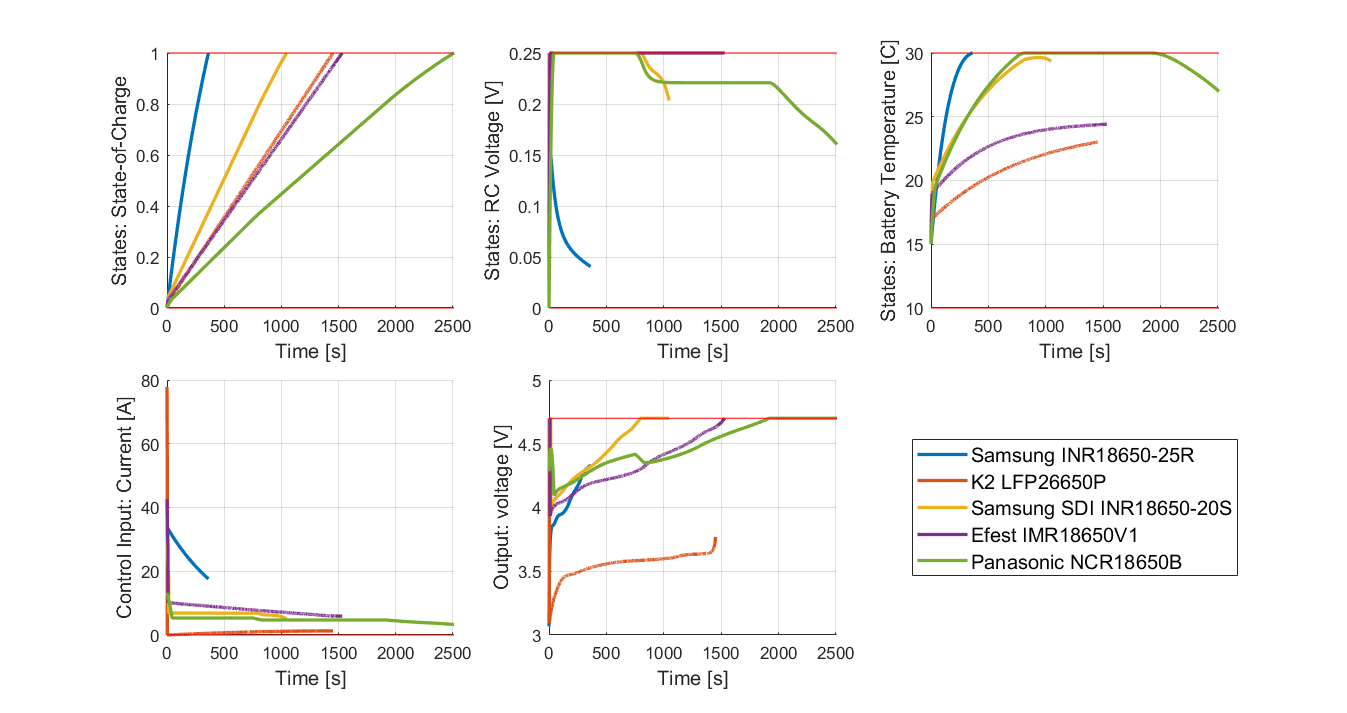 States: State-of-Charge
1
0.8
0.6
0.4
0.2
0
0 500 1000 1500 2000 2500
Time [s]
States: RC Voltage [V]
0.25
0.2
0.15
0.1
0.05
0
0 500 1000 1500 2000 2500
Time [s]
States: Battery Temperature [C]
30
25
20
15
10
0 500 1000 1500 2000 2500
Time [s]
Control Input: Current [A]
80
60
40
20
0
0 500 1000 1500 2000 2500
Time [s]
Output: voltage [V]
5
4.5
4
3.5
3
0 500 1000 1500 2000 2500
Time [s]
Samsung INR18650-25R
K2 LFP26650P
Samsung SDI INR18650-20S
Efest IMR18650V1
Panasonic NCR18650B